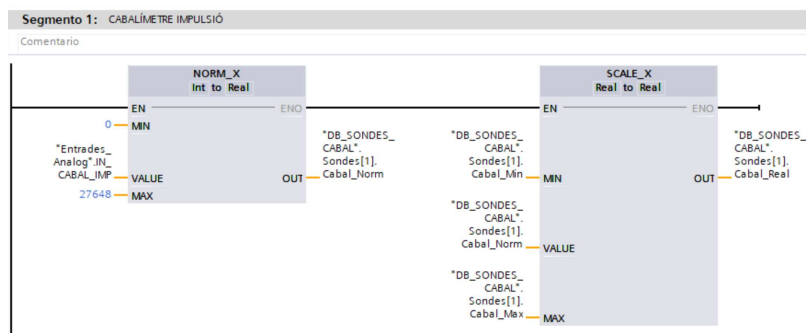 Segmento 1: CABALÍMETRE IMPULSIÓ
Comentario
NORM_X
Int to Real
EN
ENO
0
MIN
"Entrades_
Analog".IN_
CABAL_IMP
VALUE
27648
MAX
OUT
"DB_SONDES_
CABAL".
Sondes[1].
Cabal_Norm
SCALE_X
Real to Real
EN
ENO
"DB_SONDES_
CABAL".
Sondes[1].
Cabal_Min
MIN
"DB_SONDES_
CABAL".
Sondes[1].
Cabal_Norm
VALUE
"DB_SONDES_
CABAL".
Sondes[1].
Cabal_Max
MAX
OUT
"DB_SONDES_
CABAL".
Sondes[1].
Cabal_Real